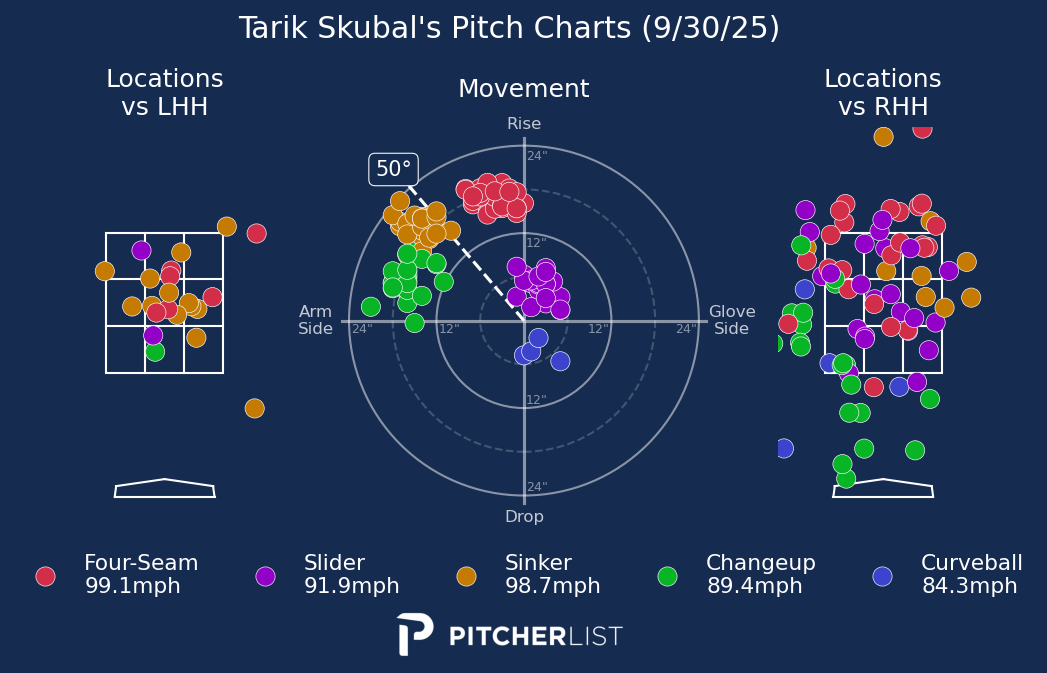 Tarik Skubal's Pitch Charts (9/30/25)
Locations
vs LHH
Movement
Locations
vs RHH
Rise
24"
50°
12"
Arm
Side
24"
12"
12"
24"
Glove
Side
12"
24"
Drop
Four-Seam
99.1mph
Slider
91.9mph
Sinker
98.7mph
Changeup
89.4mph
Curveball
84.3mph
PITCHERLIST